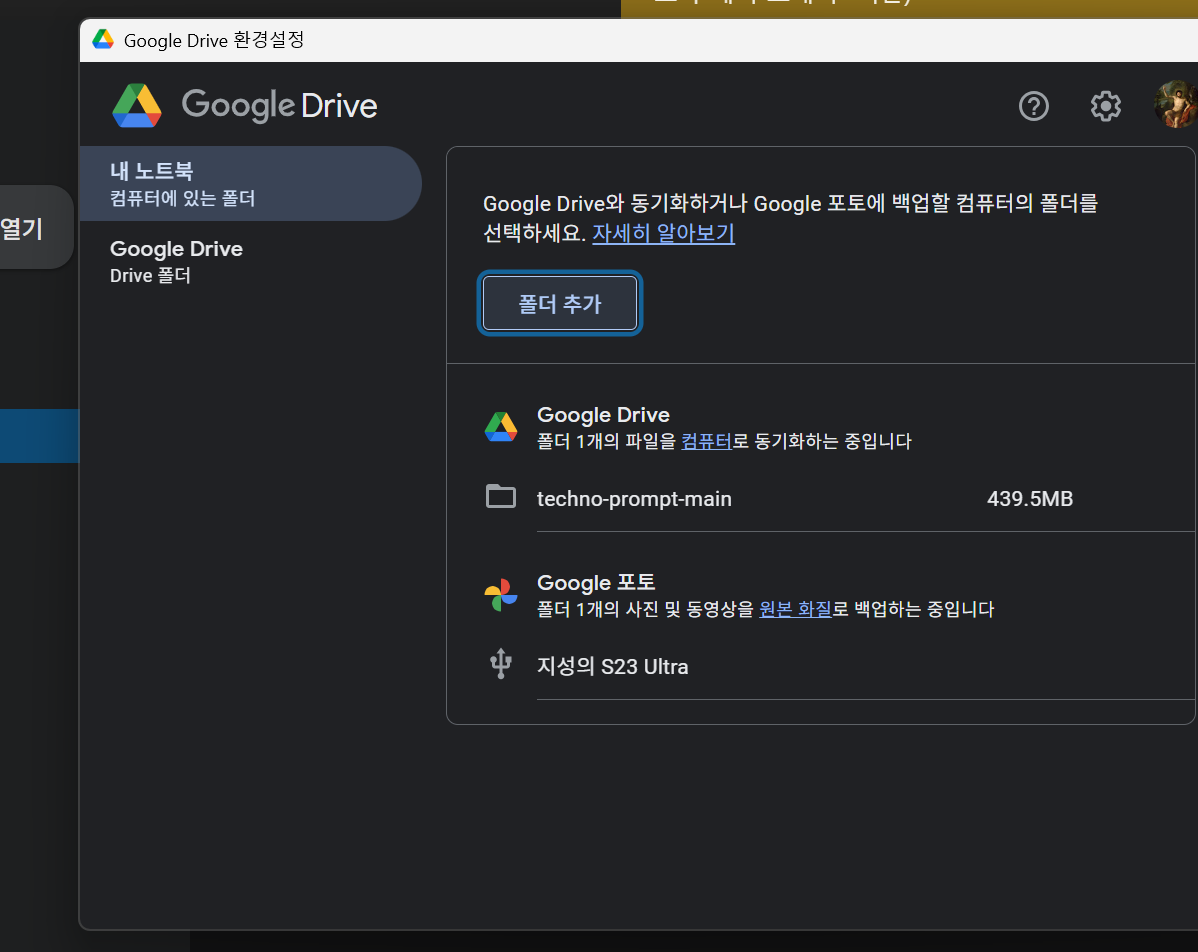 Google Drive 환경설정
Google Drive
내 노트북
컴퓨터에 있는 폴더
열기
Google Drive
Drive 폴더
Google Drive와 동기화하거나 Google 포토에 백업할 컴퓨터의 폴더를
선택하세요. 자세히 알아보기
폴더 추가
Google Drive
폴더 1개의 파일을 컴퓨터로 동기화하는 중입니다
techno-prompt-main 439.5MB
Google 포토
폴더 1개의 사진 및 동영상을 원본 화질로 백업하는 중입니다
지성의 S23 Ultra